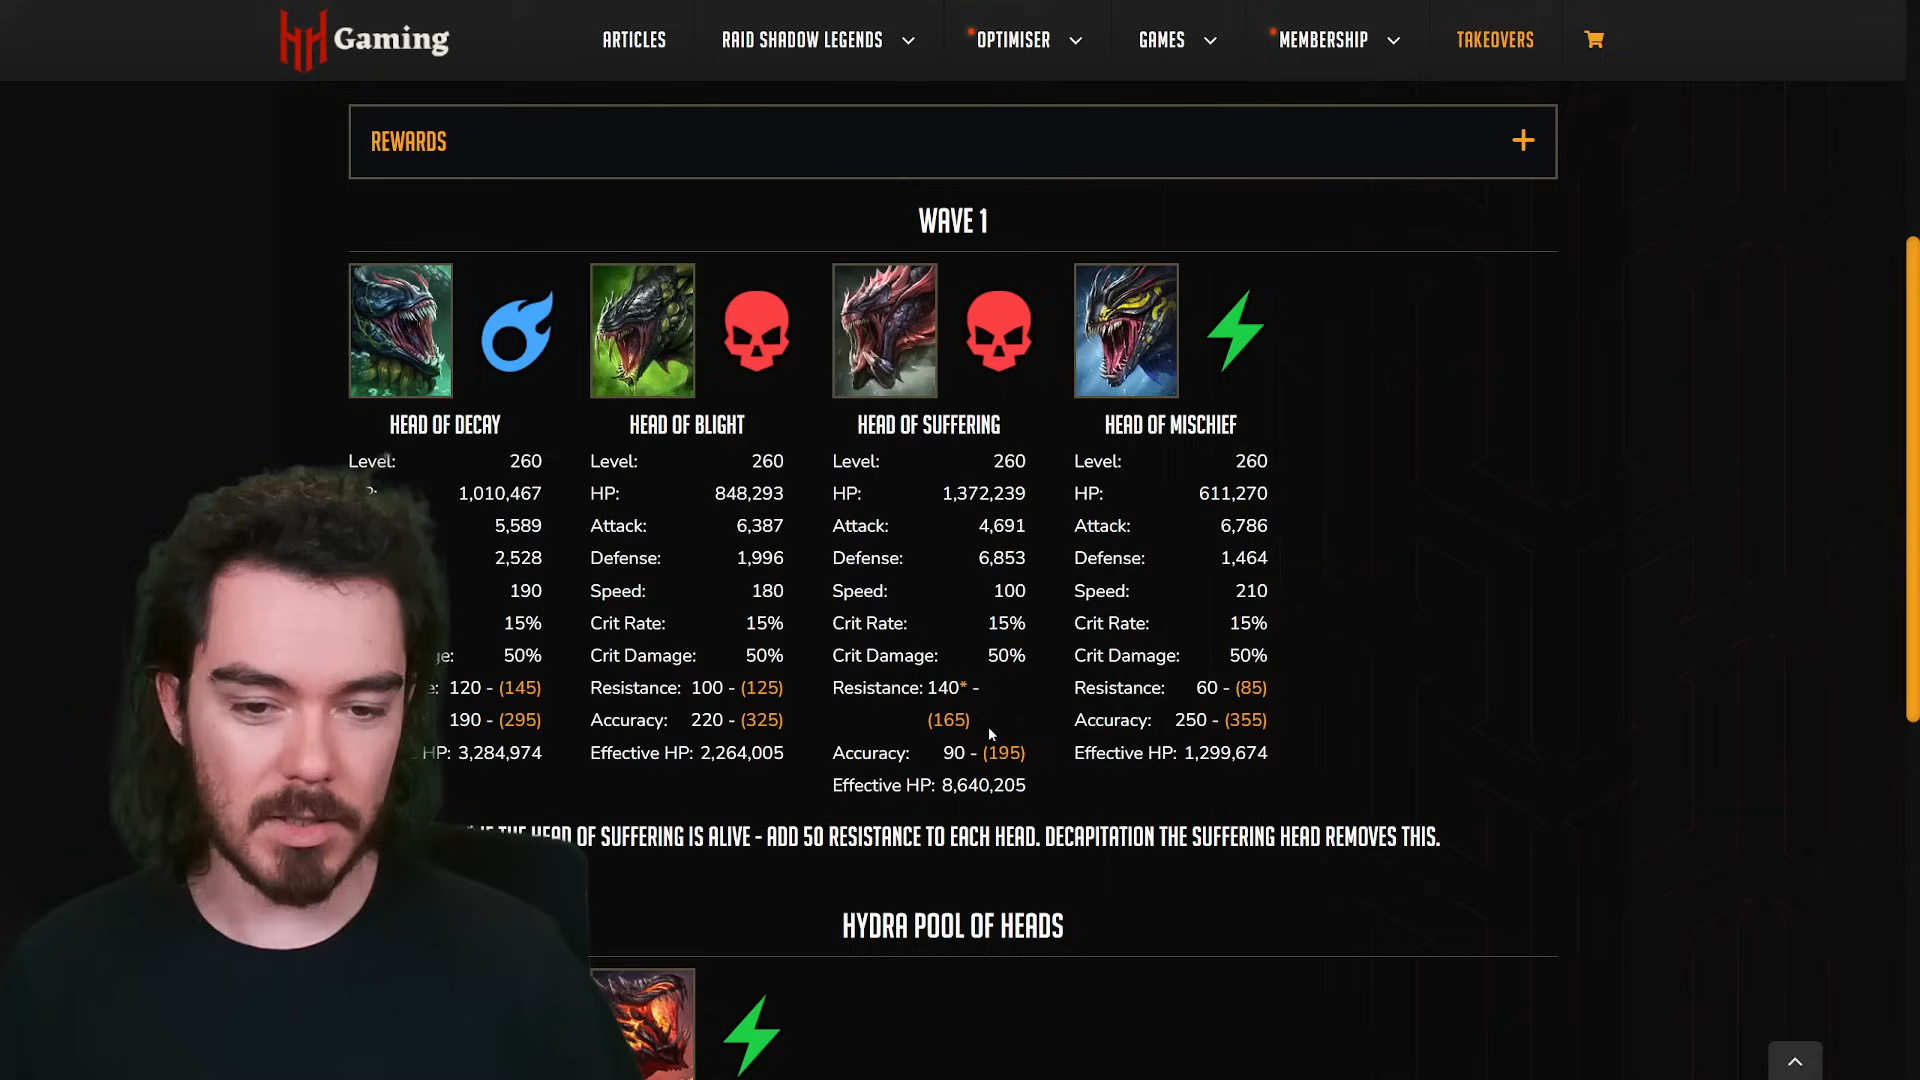 HH Gaming
ARTICLES
RAID SHADOW LEGENDS
OPTIMISER
GAMES
MEMBERSHIP
TAKEOVERS
REWARDS
WAVE 1
HEAD OF DECAY
Level: 260
1,010,467
5,589
2,528
190
15%
50%
120 - (145)
190 - (295)
HP: 3,284,974
HEAD OF BLIGHT
Level: 260
HP: 848,293
Attack: 6,387
Defense: 1,996
Speed: 180
Crit Rate: 15%
Crit Damage: 50%
Resistance: 100 - (125)
Accuracy: 220 - (325)
Effective HP: 2,264,005
HEAD OF SUFFERING
Level: 260
HP: 1,372,239
Attack: 4,691
Defense: 6,853
Speed: 100
Crit Rate: 15%
Crit Damage: 50%
Resistance: 140* -
(165)
Accuracy: 90 - (195)
Effective HP: 8,640,205
HEAD OF MISCHIEF
Level: 260
HP: 611,270
Attack: 6,786
Defense: 1,464
Speed: 210
Crit Rate: 15%
Crit Damage: 50%
Resistance: 60 - (85)
Accuracy: 250 - (355)
Effective HP: 1,299,674
THE HEAD OF SUFFERING IS ALIVE - ADD 50 RESISTANCE TO EACH HEAD. DECAPITATION THE SUFFERING HEAD REMOVES THIS.
HYDRA POOL OF HEADS